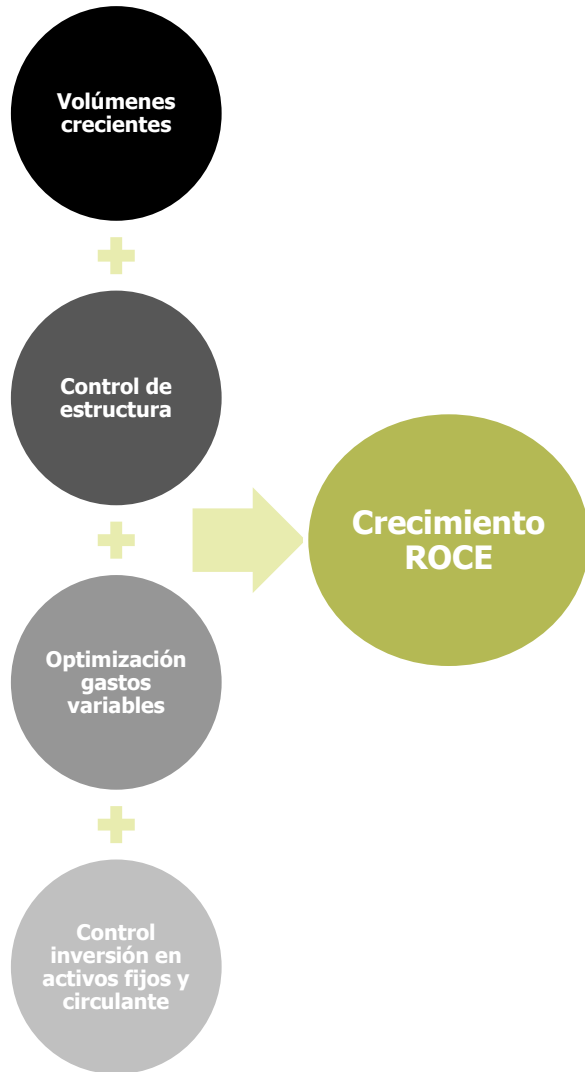 Volúmenes
crecientes
Control de
estructura
Optimización
gastos
variables
Control
inversión en
activos fijos y
circulante
Crecimiento
ROCE